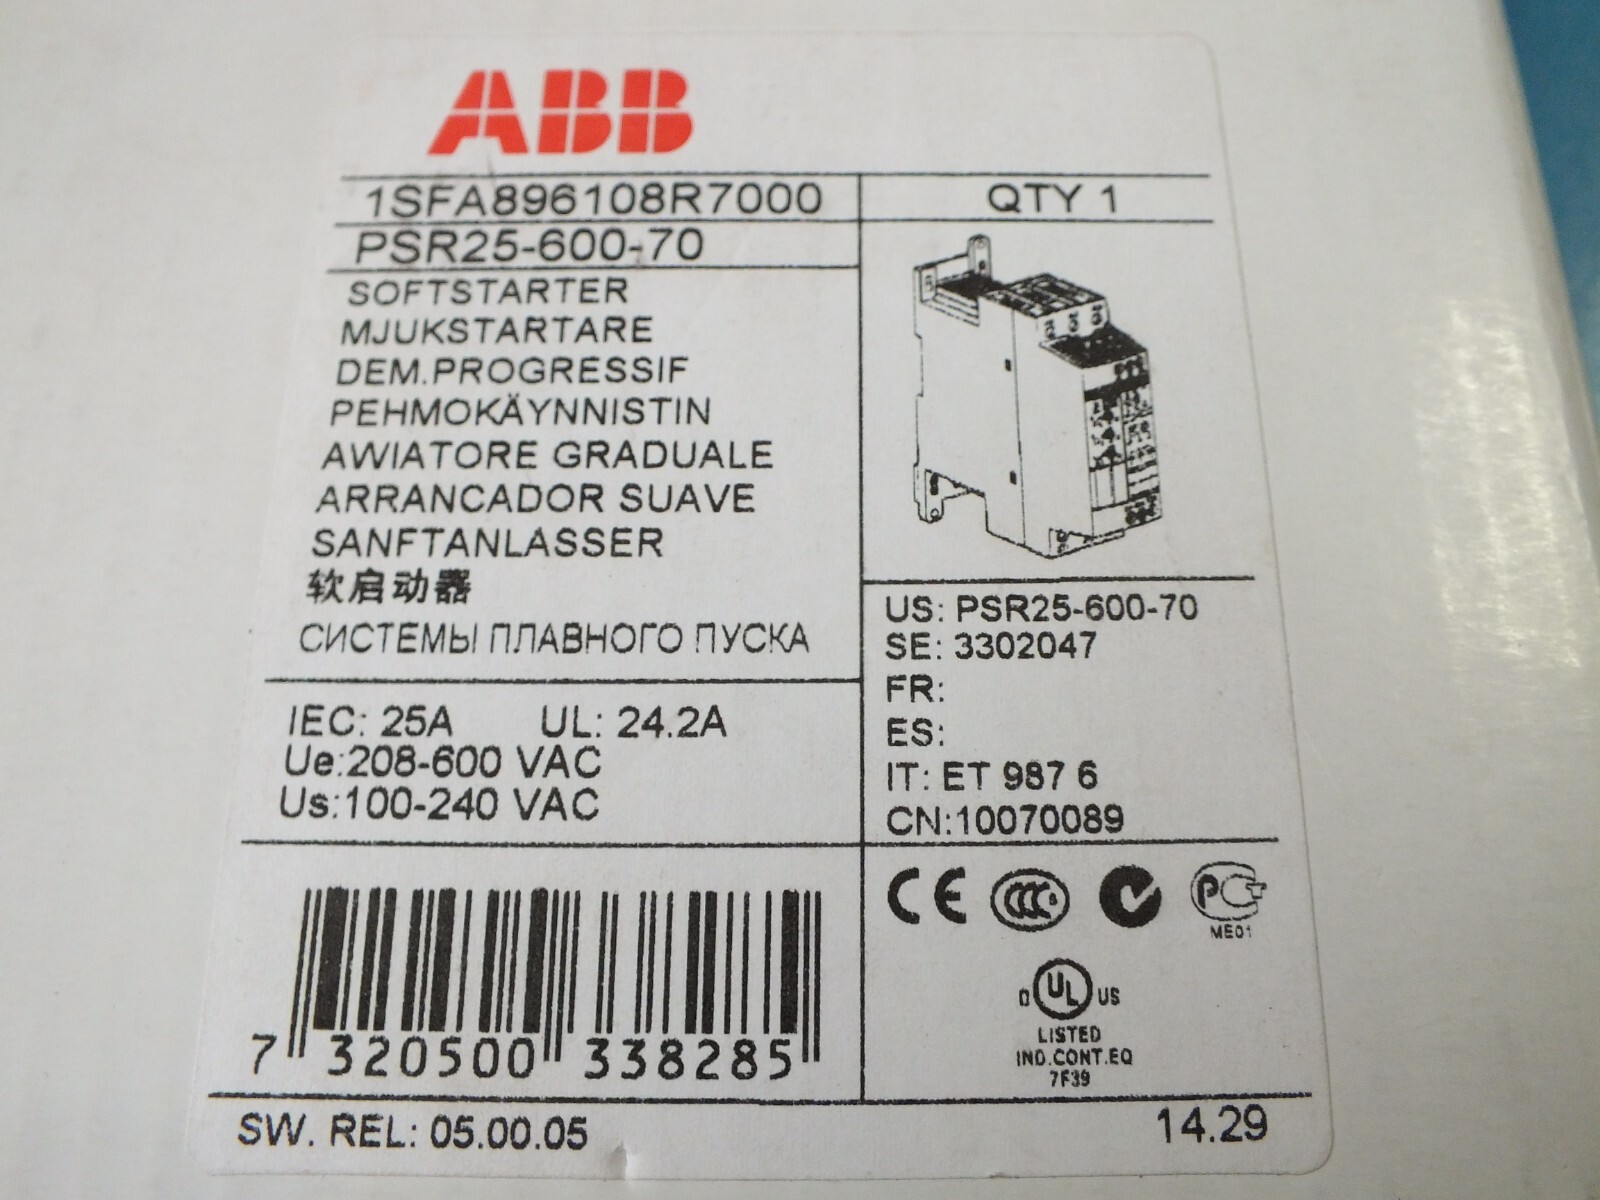 ABB
1SFA896108R7000
QTY 1
PSR25-600-70
SOFTSTARTER
MJUKSTARTARE
DEM.PROGRESSIF
PEHMOKÄYNNISTIN
AWIATORE GRADUALE
ARRANCADOR SUAVE
SANFTANLASSER
软启动器
СИСТЕМЫ ПЛАВНОГО ПУСКА
IEC: 25A UL: 24.2A
Ue:208-600 VAC
Us:100-240 VAC
US: PSR25-600-70
SE: 3302047
FR:
ES:
IT: ET 987 6
CN:10070089
CE CCC PC
ME01
UL US
LISTED
IND.CONT.EQ
7F39
7 320500 338285
SW. REL: 05.00.05
14.29